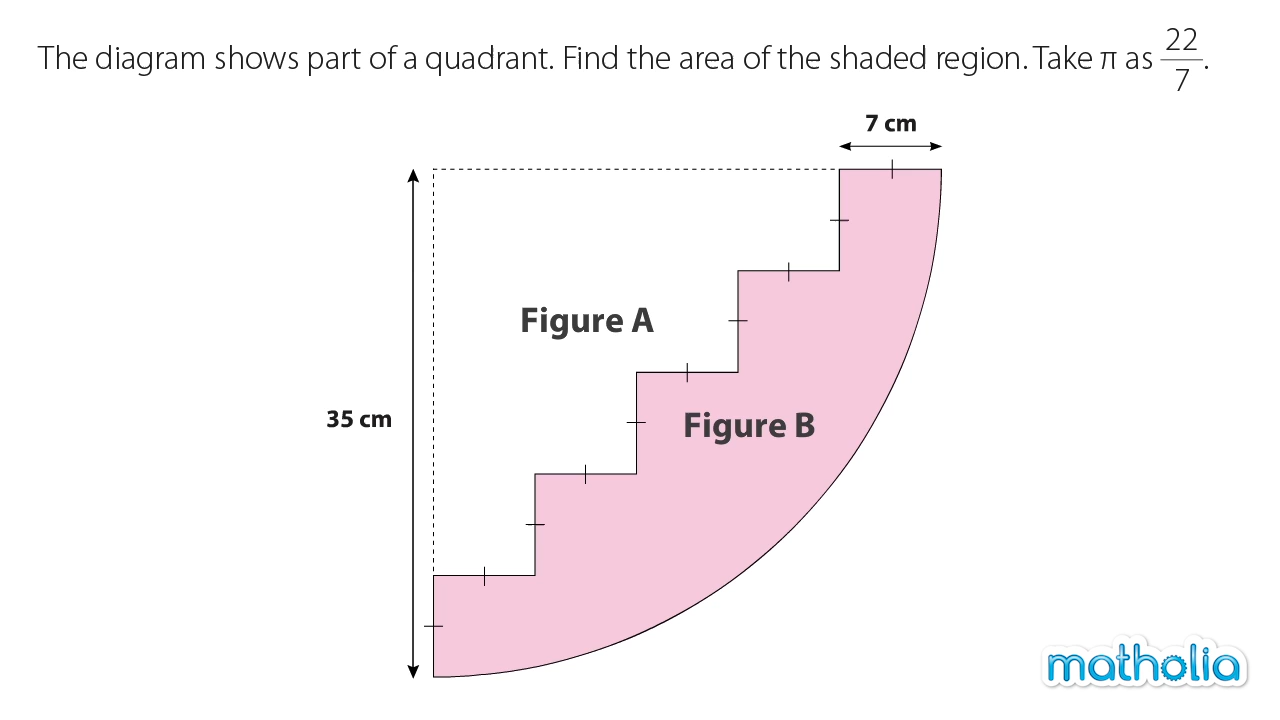 The diagram shows part of a quadrant. Find the area of the shaded region. Take π as 22/7.
7 cm
Figure A
35 cm
Figure B
matholia